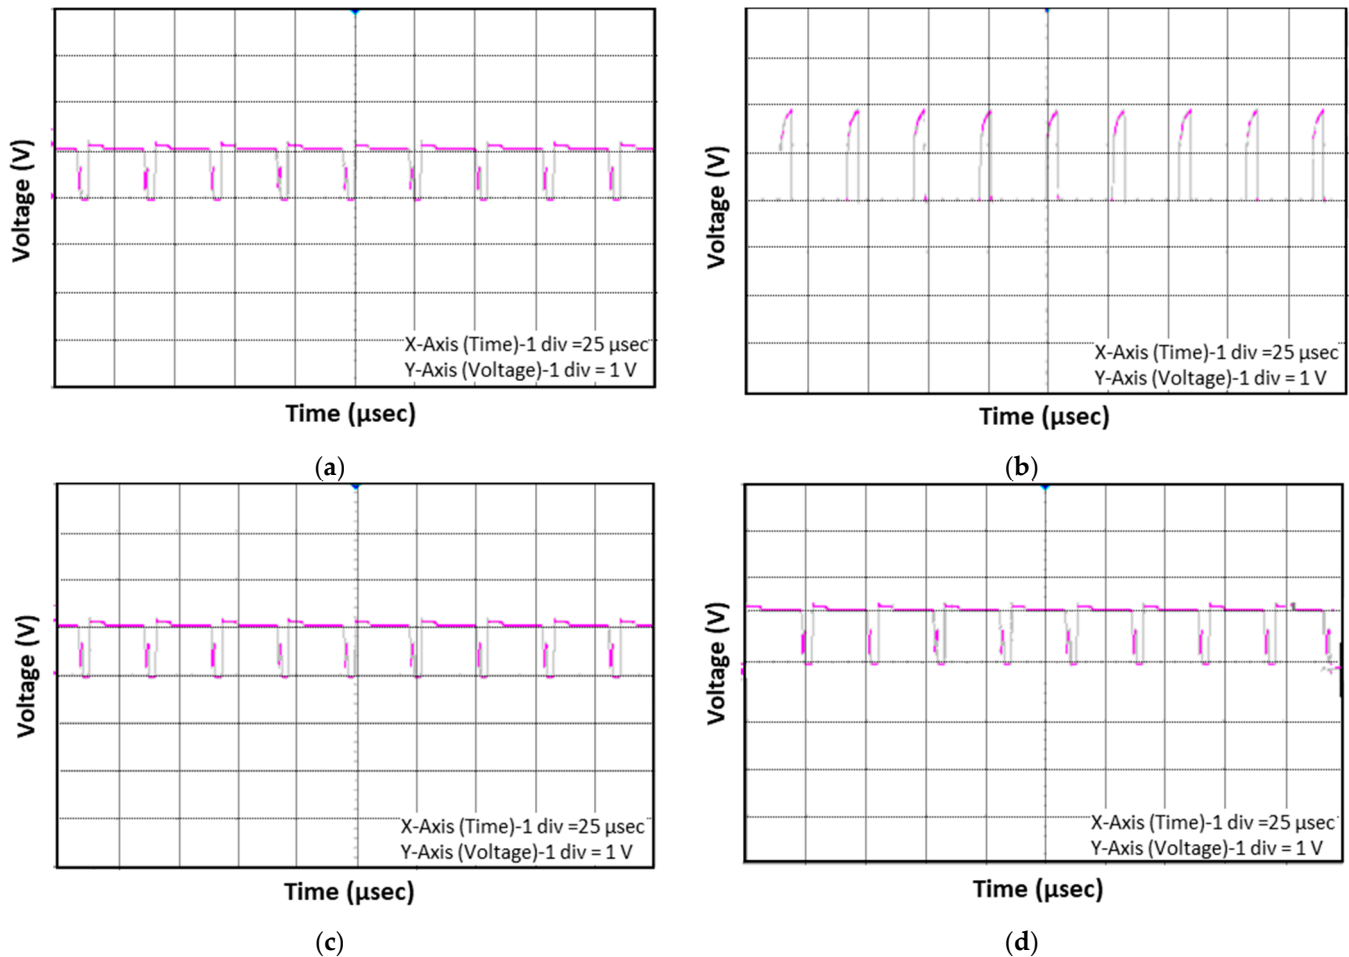 Voltage (V)
X-Axis (Time)-1 div =25 µsec
Y-Axis (Voltage)-1 div = 1 V
Time (µsec)
(a)
Voltage (V)
X-Axis (Time)-1 div =25 µsec
Y-Axis (Voltage)-1 div = 1 V
Time (µsec)
(b)
Voltage (V)
X-Axis (Time)-1 div =25 µsec
Y-Axis (Voltage)-1 div = 1 V
Time (µsec)
(c)
Voltage (V)
X-Axis (Time)-1 div =25 µsec
Y-Axis (Voltage)-1 div = 1 V
Time (µsec)
(d)